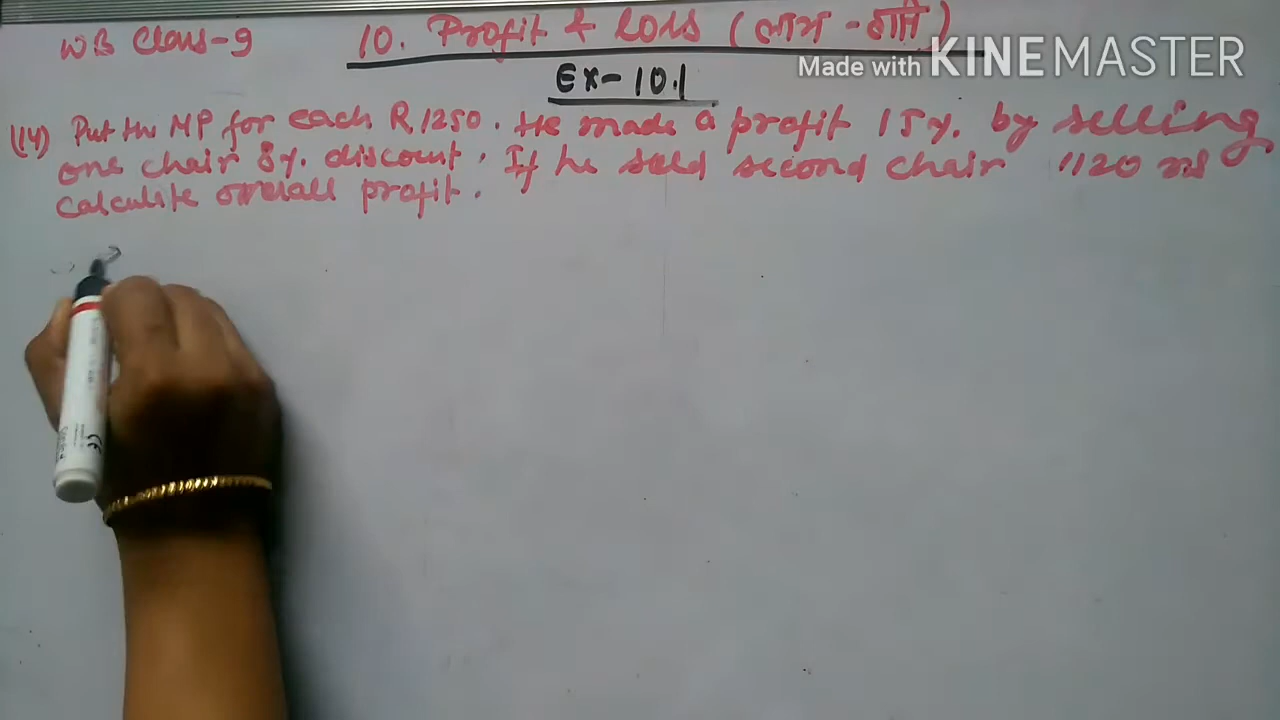 WB Class-9
10. Profit & Loss (लाभ-हानि)
Made with KINEMASTER
Ex-10.1
(14) Put the MP for each R 1250. He made a profit 15%. by selling
one chair 8%. discount. If he sold second chair 1120 rs
calculate overall profit.